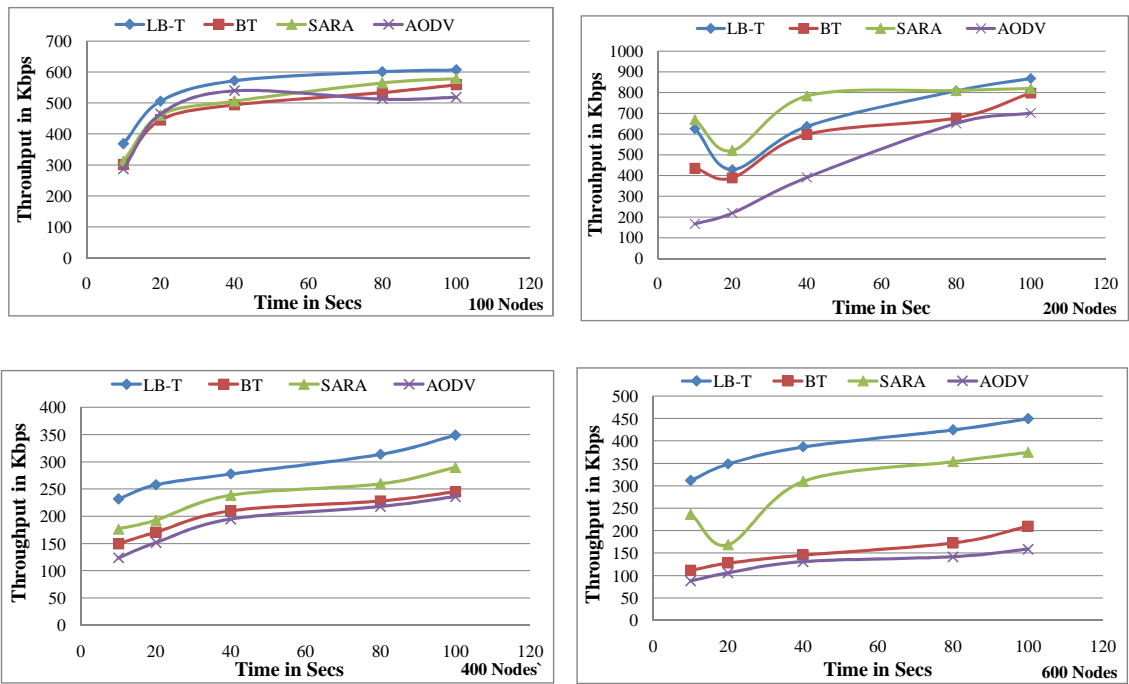 LB-T BT SARA AODV
700
600
500
400
300
200
100
0
0 20 40 60 80 100 120
Throuhput in Kbps
Time in Secs
100 Nodes
LB-T BT SARA AODV
1000
900
800
700
600
500
400
300
200
100
0
0 20 40 60 80 100 120
Throuhput in Kbps
Time in Sec
200 Nodes
LB-T BT SARA AODV
400
350
300
250
200
150
100
50
0
0 20 40 60 80 100 120
Throughput in Kbps
Time in Secs
400 Nodes`
LB-T BT SARA AODV
500
450
400
350
300
250
200
150
100
50
0
0 20 40 60 80 100 120
Throughput in Kbps
Time in Secs
600 Nodes